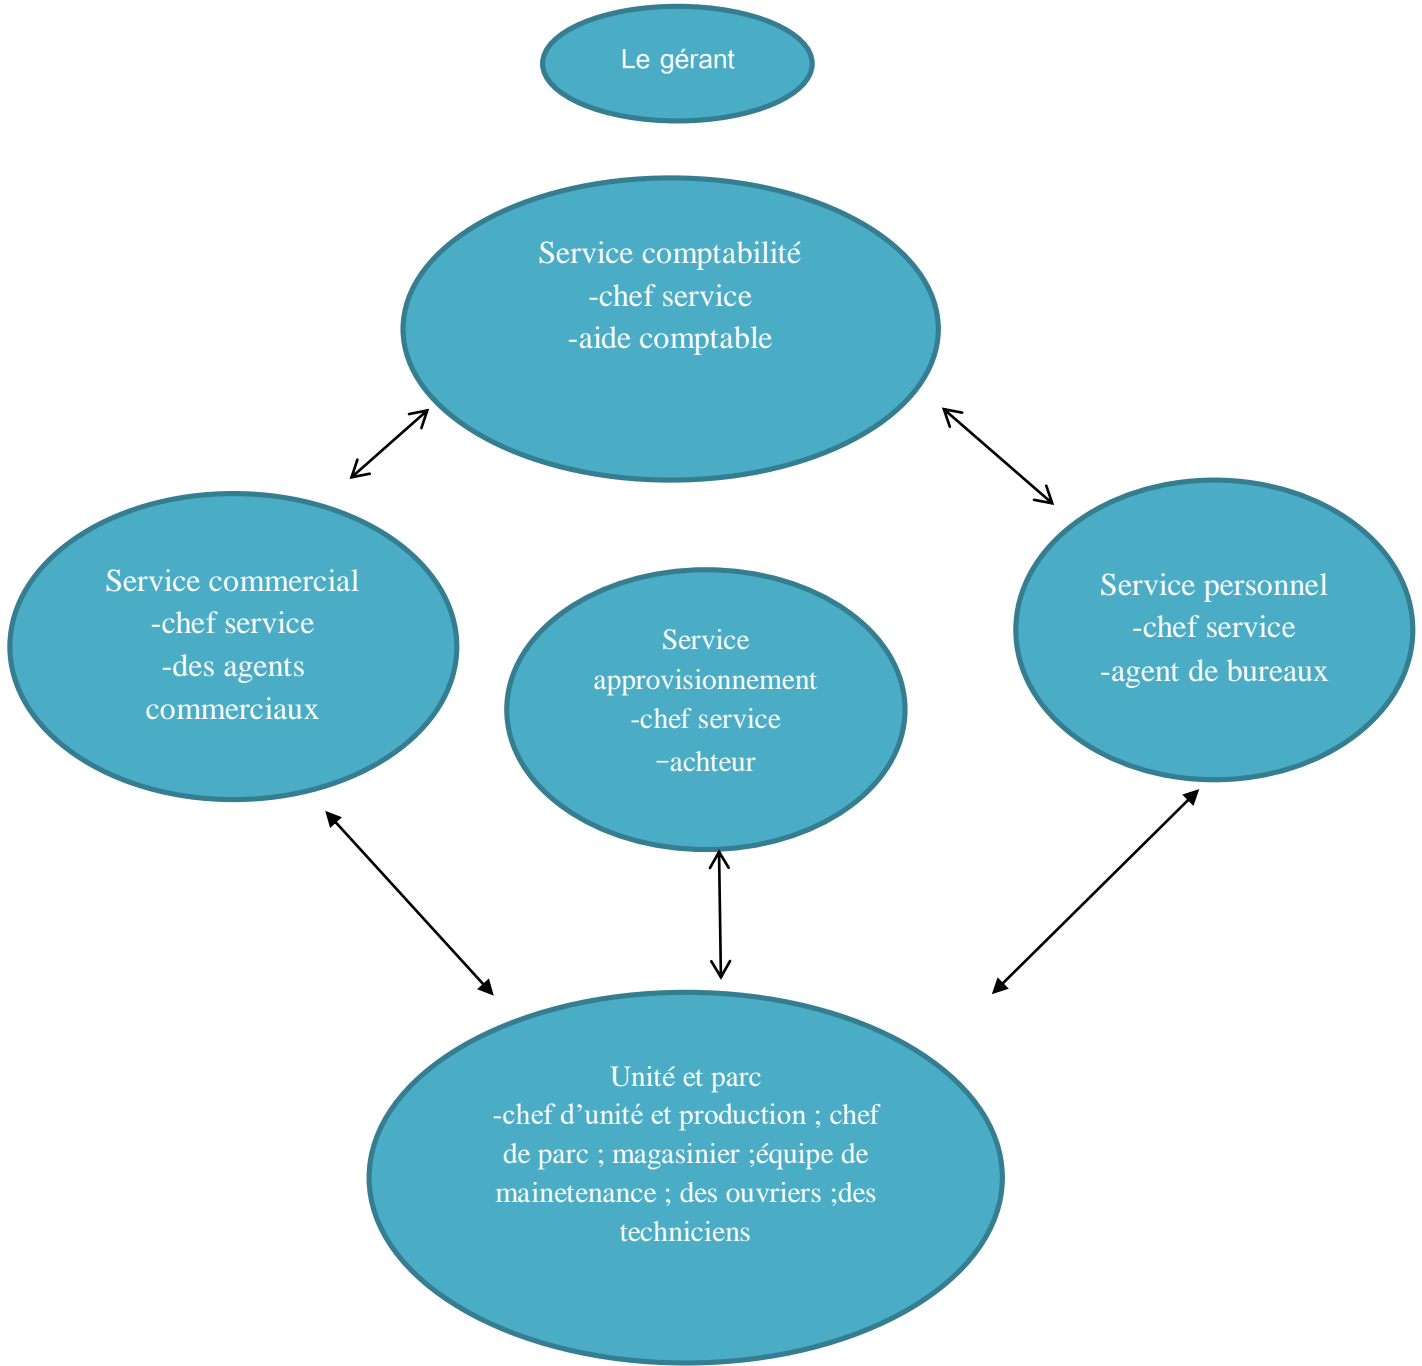 Le gérant
Service comptabilité
-chef service
-aide comptable
Service commercial
-chef service
-des agents
commerciaux
Service
approvisionnement
-chef service
-achteur
Service personnel
-chef service
-agent de bureaux
Unité et parc
-chef d’unité et production ; chef
de parc ; magasinier ;équipe de
mainetenance ; des ouvriers ;des
techniciens